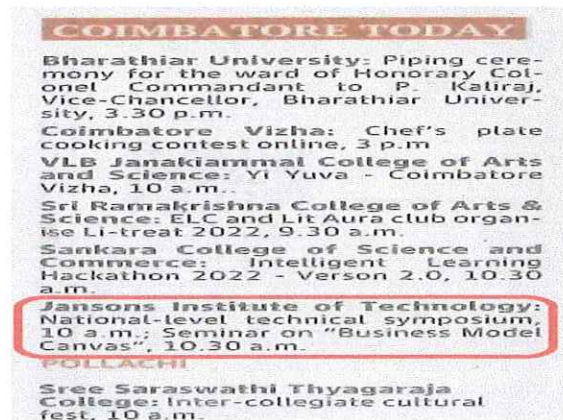 COIMBATORE TODAY
Bharathiar University: Piping cere-
mony for the ward of Honorary Col-
onel Commandant to P. Kaliraj,
Vice-Chancellor, Bharathiar Univer-
sity, 3.30 p.m.
Coimbatore Vizha: Chef's plate
cooking contest online, 3 p.m
VLB Janakiammal College of Arts
and Science: Yi Yuva - Coimbatore
Vizha, 10 a.m..
Sri Ramakrishna College of Arts &
Science: ELC and Lit Aura club organ-
ise Li-treat 2022, 9.30 a.m.
Sankara College of Science and
Commerce: Intelligent Learning
Hackathon 2022 - Verson 2.0, 10.30
a.m.
Jansons Institute of Technology:
National-level technical symposium,
10 a.m.; Seminar on "Business Model
Canvas", 10.30 a.m.
POLLACHI
Sree Saraswathi Thyagaraja
College: Inter-collegiate cultural
fest, 10 a.m.